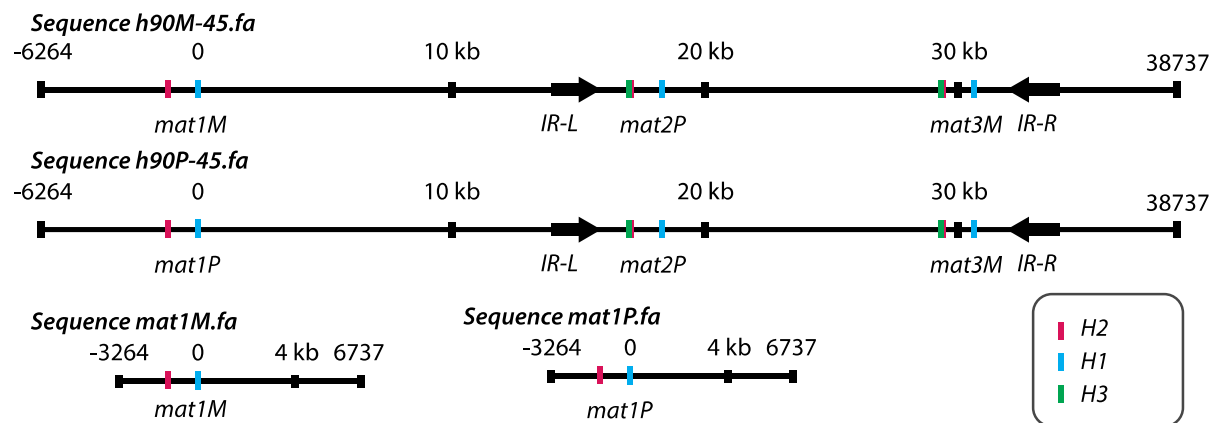 Sequence h90M-45.fa
-6264 0 10 kb 20 kb 30 kb 38737
mat1M IR-L mat2P mat3M IR-R
Sequence h90P-45.fa
-6264 0 10 kb 20 kb 30 kb 38737
mat1P IR-L mat2P mat3M IR-R
Sequence mat1M.fa
-3264 0 4 kb 6737
mat1M
Sequence mat1P.fa
-3264 0 4 kb 6737
mat1P
H2
H1
H3